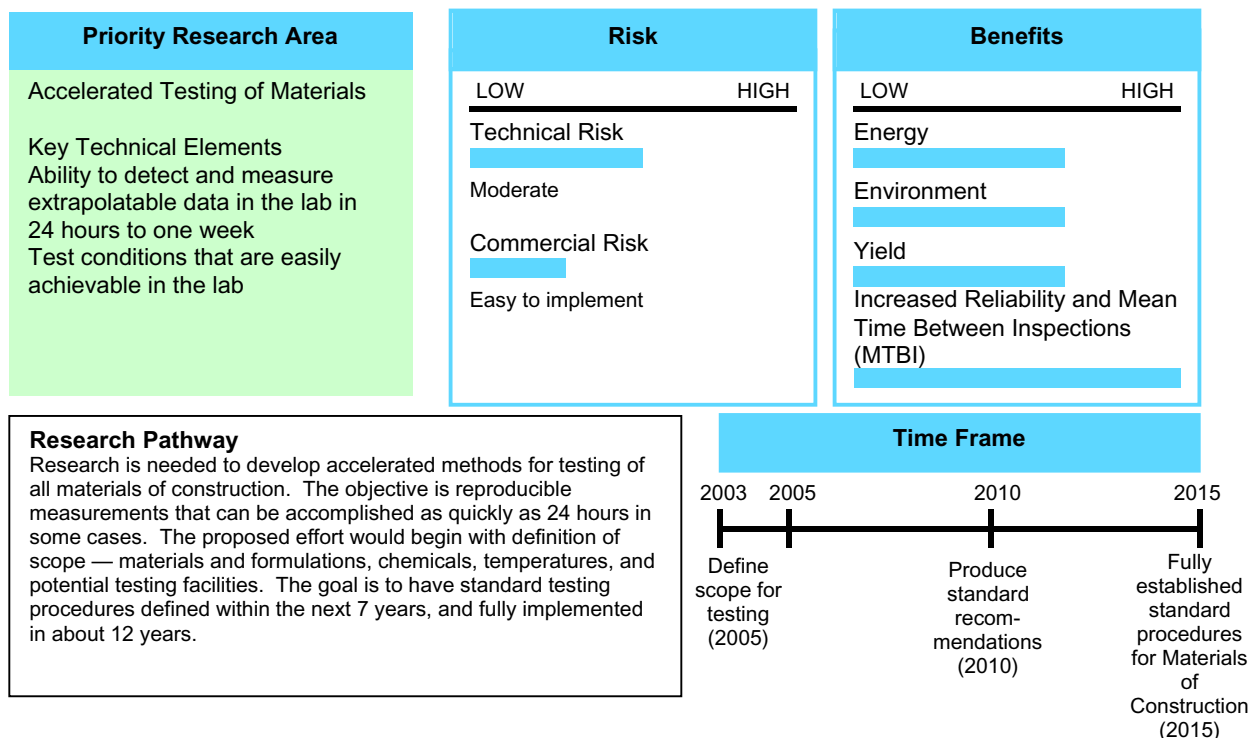 Priority Research Area
Accelerated Testing of Materials
Key Technical Elements
Ability to detect and measure
extrapolatable data in the lab in
24 hours to one week
Test conditions that are easily
achievable in the lab
Risk
LOW HIGH
Technical Risk
Moderate
Commercial Risk
Easy to implement
Benefits
LOW HIGH
Energy
Environment
Yield
Increased Reliability and Mean
Time Between Inspections
(MTBI)
Research Pathway
Research is needed to develop accelerated methods for testing of
all materials of construction.  The objective is reproducible
measurements that can be accomplished as quickly as 24 hours in
some cases.  The proposed effort would begin with definition of
scope — materials and formulations, chemicals, temperatures, and
potential testing facilities.  The goal is to have standard testing
procedures defined within the next 7 years, and fully implemented
in about 12 years.
Time Frame
2003 2005 2010 2015
Define
scope for
testing
(2005)
Produce
standard
recom-
mendations
(2010)
Fully
established
standard
procedures
for Materials
of
Construction
(2015)